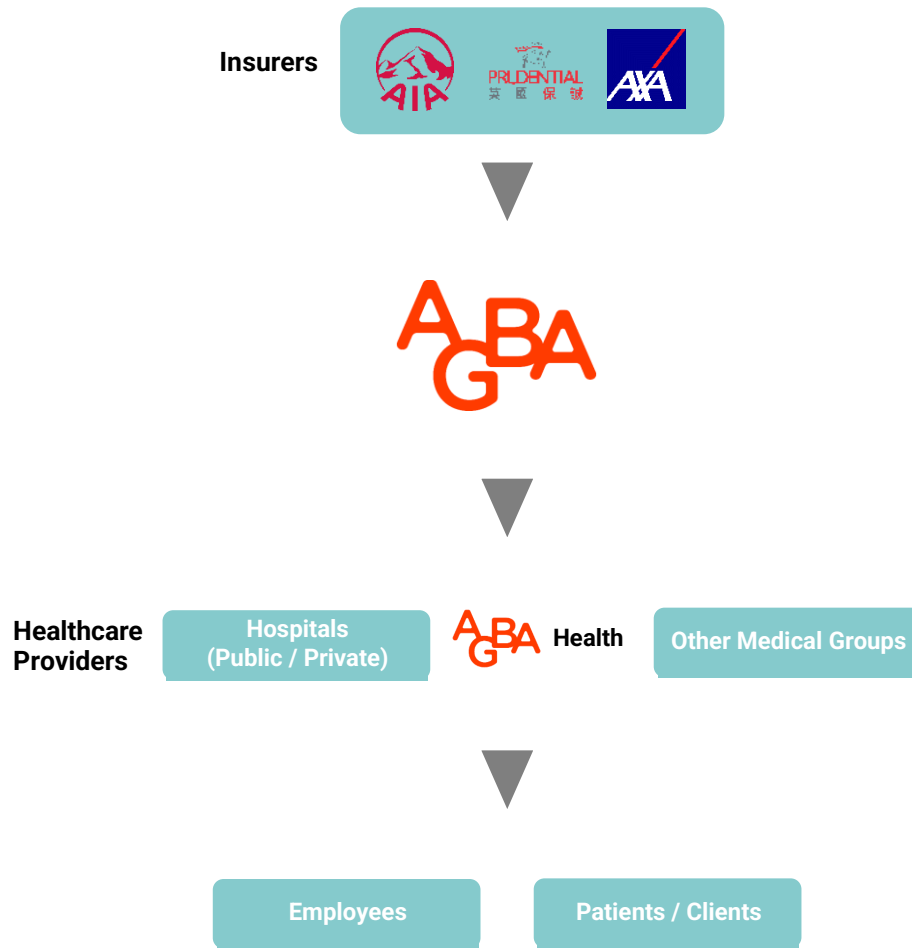 Insurers
AIA
PRUDENTIAL
英國保誠
AXA
AGBA
Healthcare
Providers
Hospitals
(Public / Private)
AGBA
Health
Other Medical Groups
Employees
Patients / Clients